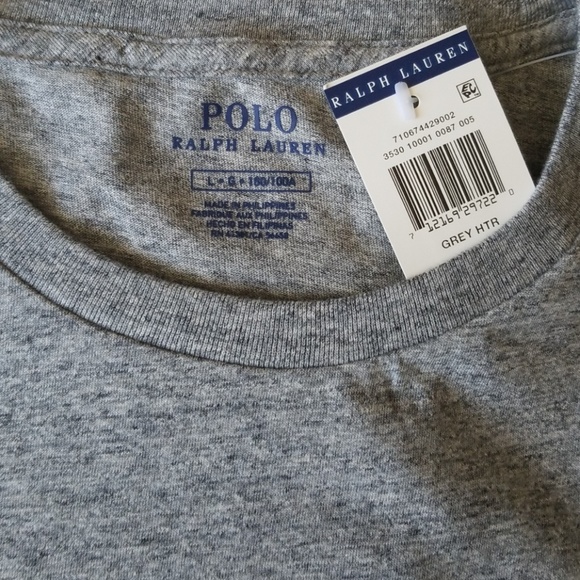 POLO
RALPH LAUREN
L • G • 180/100A
MADE IN PHILIPPINES
FABRIQUE AUX PHILIPPINES
HECHO EN FILIPINAS
RALPH LAUREN
710674429002
3530 10001 0087 005
7 12169 29722 0
GREY HTR